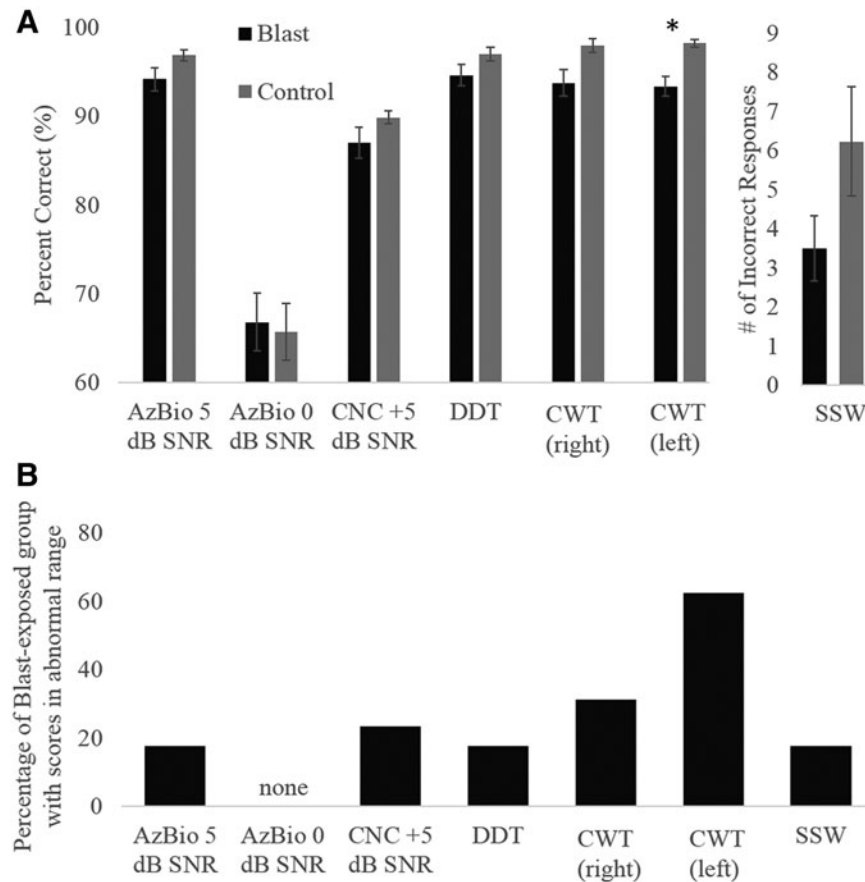 A
100
90
80
70
60
Percent Correct (%)
Blast
Control
*
AzBio 5
dB SNR
AzBio 0
dB SNR
CNC +5
dB SNR
DDT
CWT
(right)
CWT
(left)
9
8
7
6
5
4
3
2
1
0
# of Incorrect Responses
SSW
B
Percentage of Blast-exposed group
with scores in abnormal range
80
60
40
20
0
none
AzBio 5
dB SNR
AzBio 0
dB SNR
CNC +5
dB SNR
DDT
CWT
(right)
CWT
(left)
SSW